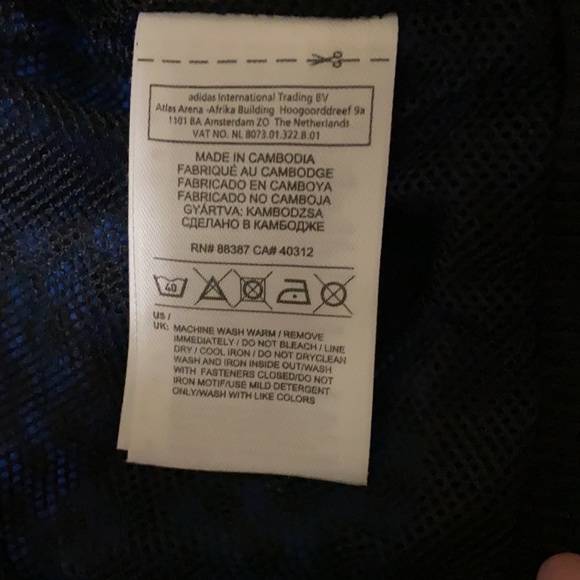 adidas International Trading BV
Atlas Arena -Afrika Building Hoogoorddreef 9a
1101 BA Amsterdam ZO The Netherlands
VAT NO. NL 8073.01.322.B.01
MADE IN CAMBODIA
FABRIQUÉ AU CAMBODGE
FABRICADO EN CAMBOYA
FABRICADO NO CAMBOJA
GYÁRTVA: KAMBODZSA
СДЕЛАНО В КАМБОДЖЕ
RN# 88387 CA# 40312
40
US /
UK: MACHINE WASH WARM / REMOVE
IMMEDIATELY / DO NOT BLEACH / LINE
DRY / COOL IRON / DO NOT DRYCLEAN
WASH AND IRON INSIDE OUT/WASH
WITH FASTENERS CLOSED/DO NOT
IRON MOTIF/USE MILD DETERGENT
ONLY/WASH WITH LIKE COLORS